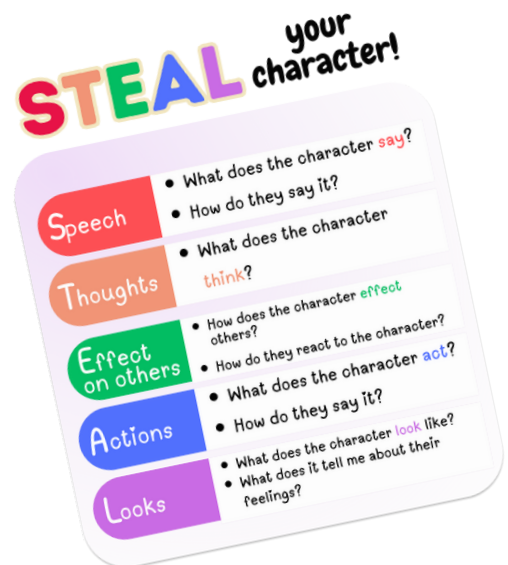 STEAL your
character!
Speech
• What does the character say?
• How do they say it?
Thoughts
• What does the character
think?
Effect
on others
• How does the character effect
others?
• How do they react to the character?
Actions
• What does the character act?
• How do they say it?
Looks
• What does the character look like?
• What does it tell me about their
feelings?